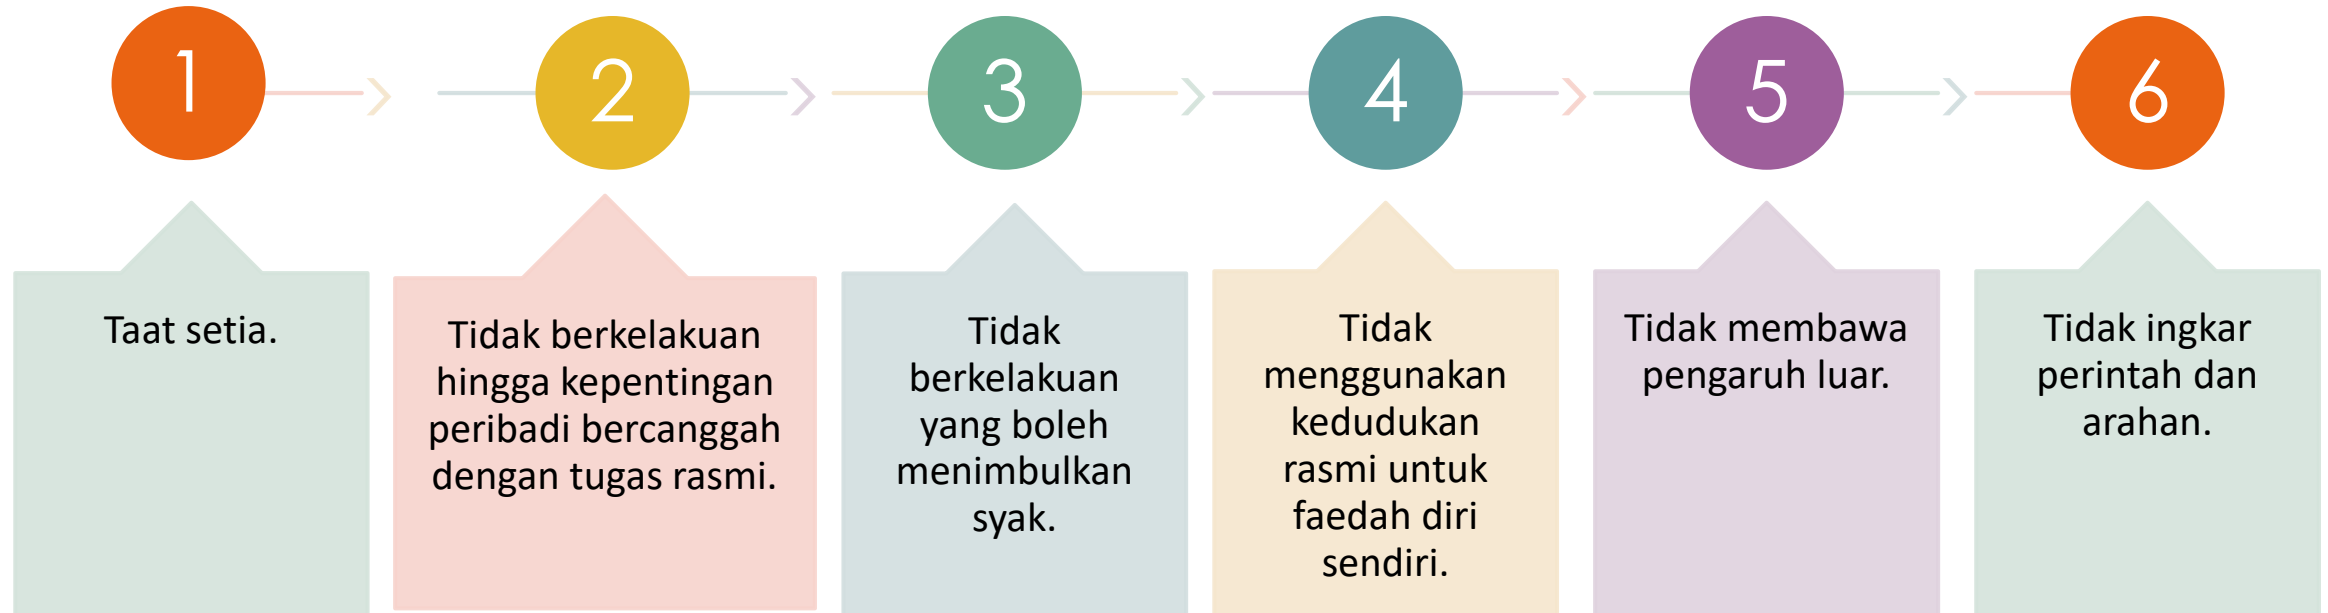 1
Taat setia.
2
Tidak berkelakuan
hingga kepentingan
peribadi bercanggah
dengan tugas rasmi.
3
Tidak
berkelakuan
yang boleh
menimbulkan
syak.
4
Tidak
menggunakan
kedudukan
rasmi untuk
faedah diri
sendiri.
5
Tidak membawa
pengaruh luar.
6
Tidak ingkar
perintah dan
arahan.